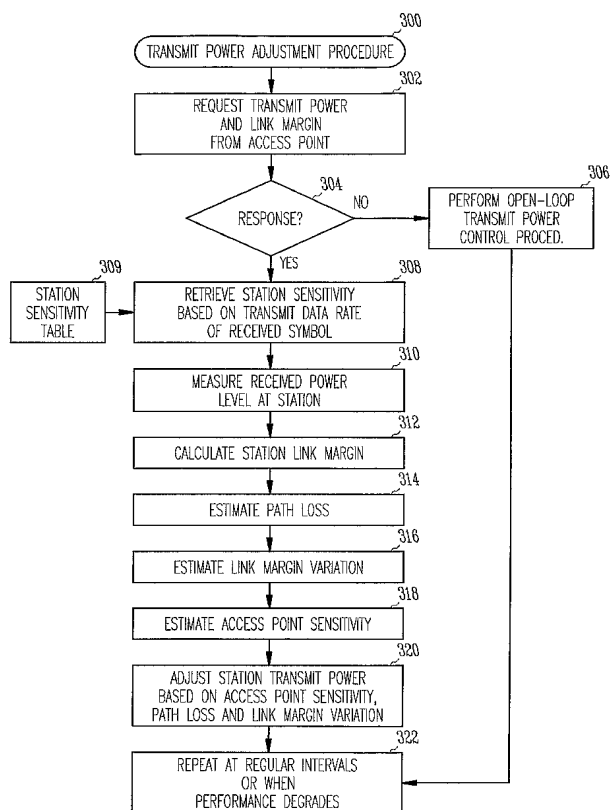 300
TRANSMIT POWER ADJUSTMENT PROCEDURE
302
REQUEST TRANSMIT POWER
AND LINK MARGIN
FROM ACCESS POINT
304
RESPONSE?
NO
306
PERFORM OPEN-LOOP
TRANSMIT POWER
CONTROL PROCED.
YES
309
STATION
SENSITIVITY
TABLE
308
RETRIEVE STATION SENSITIVITY
BASED ON TRANSMIT DATA RATE
OF RECEIVED SYMBOL
310
MEASURE RECEIVED POWER
LEVEL AT STATION
312
CALCULATE STATION LINK MARGIN
314
ESTIMATE PATH LOSS
316
ESTIMATE LINK MARGIN VARIATION
318
ESTIMATE ACCESS POINT SENSITIVITY
320
ADJUST STATION TRANSMIT POWER
BASED ON ACCESS POINT SENSITIVITY,
PATH LOSS AND LINK MARGIN VARIATION
322
REPEAT AT REGULAR INTERVALS
OR WHEN
PERFORMANCE DEGRADES